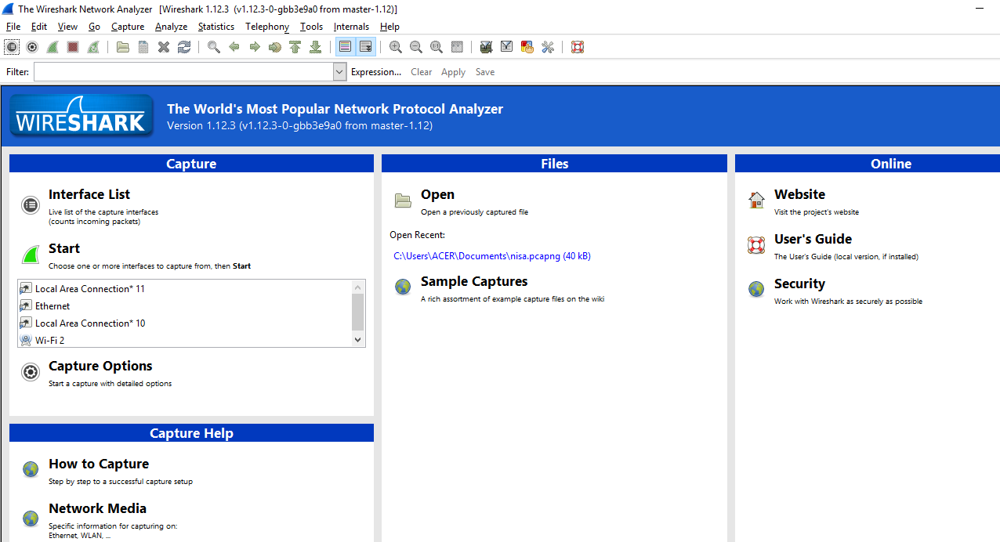 The Wireshark Network Analyzer [Wireshark 1.12.3 (v1.12.3-0-gbb3e9a0 from master-1.12)]
File Edit View Go Capture Analyze Statistics Telephony Tools Internals Help
Filter: Expression... Clear Apply Save
WIRESHARK
The World's Most Popular Network Protocol Analyzer
Version 1.12.3 (v1.12.3-0-gbb3e9a0 from master-1.12)
Capture
Interface List
Live list of the capture interfaces
(counts incoming packets)
Start
Choose one or more interfaces to capture from, then Start
Local Area Connection* 11
Ethernet
Local Area Connection* 10
Wi-Fi 2
Capture Options
Start a capture with detailed options
Capture Help
How to Capture
Step by step to a successful capture setup
Network Media
Specific information for capturing on:
Ethernet, WLAN, ...
Files
Open
Open a previously captured file
Open Recent:
C:\Users\ACER\Documents\nisa.pcapng (40 kB)
Sample Captures
A rich assortment of example capture files on the wiki
Online
Website
Visit the project's website
User's Guide
The User's Guide (local version, if installed)
Security
Work with Wireshark as securely as possible